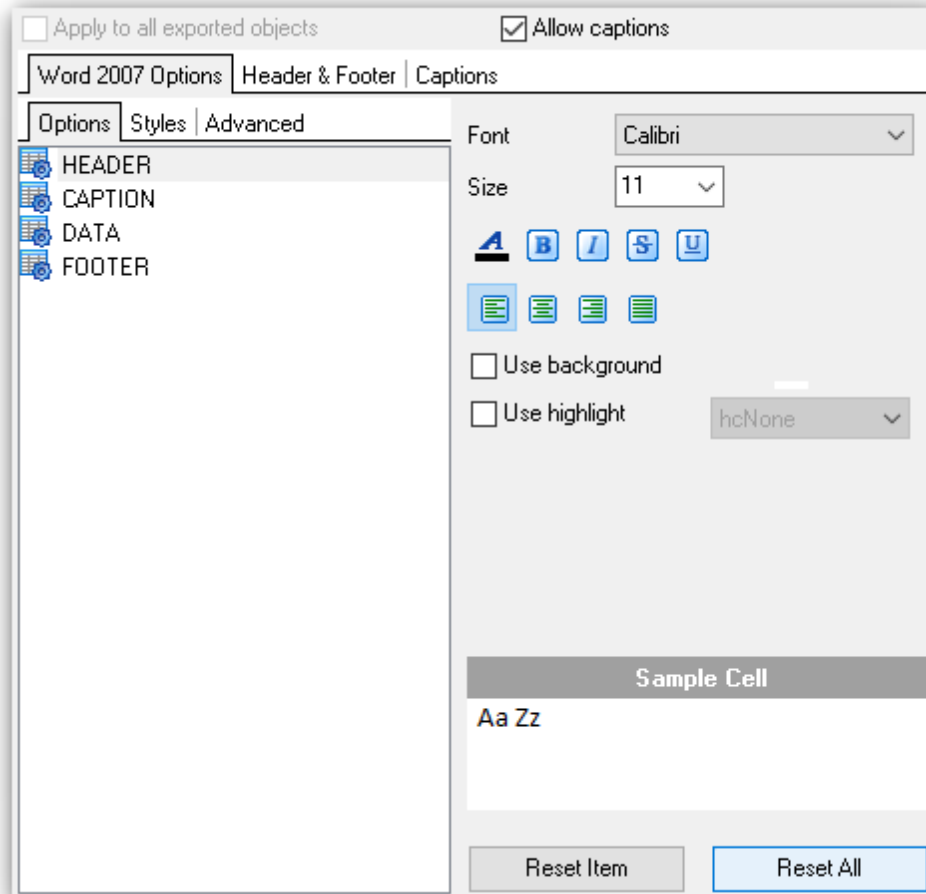 Apply to all exported objects Allow captions
Word 2007 Options Header & Footer Captions
Options Styles Advanced
HEADER
CAPTION
DATA
FOOTER
Font Calibri
Size 11
A B I S U
Use background
Use highlight hcNone
Sample Cell
Aa Zz
Reset Item Reset All